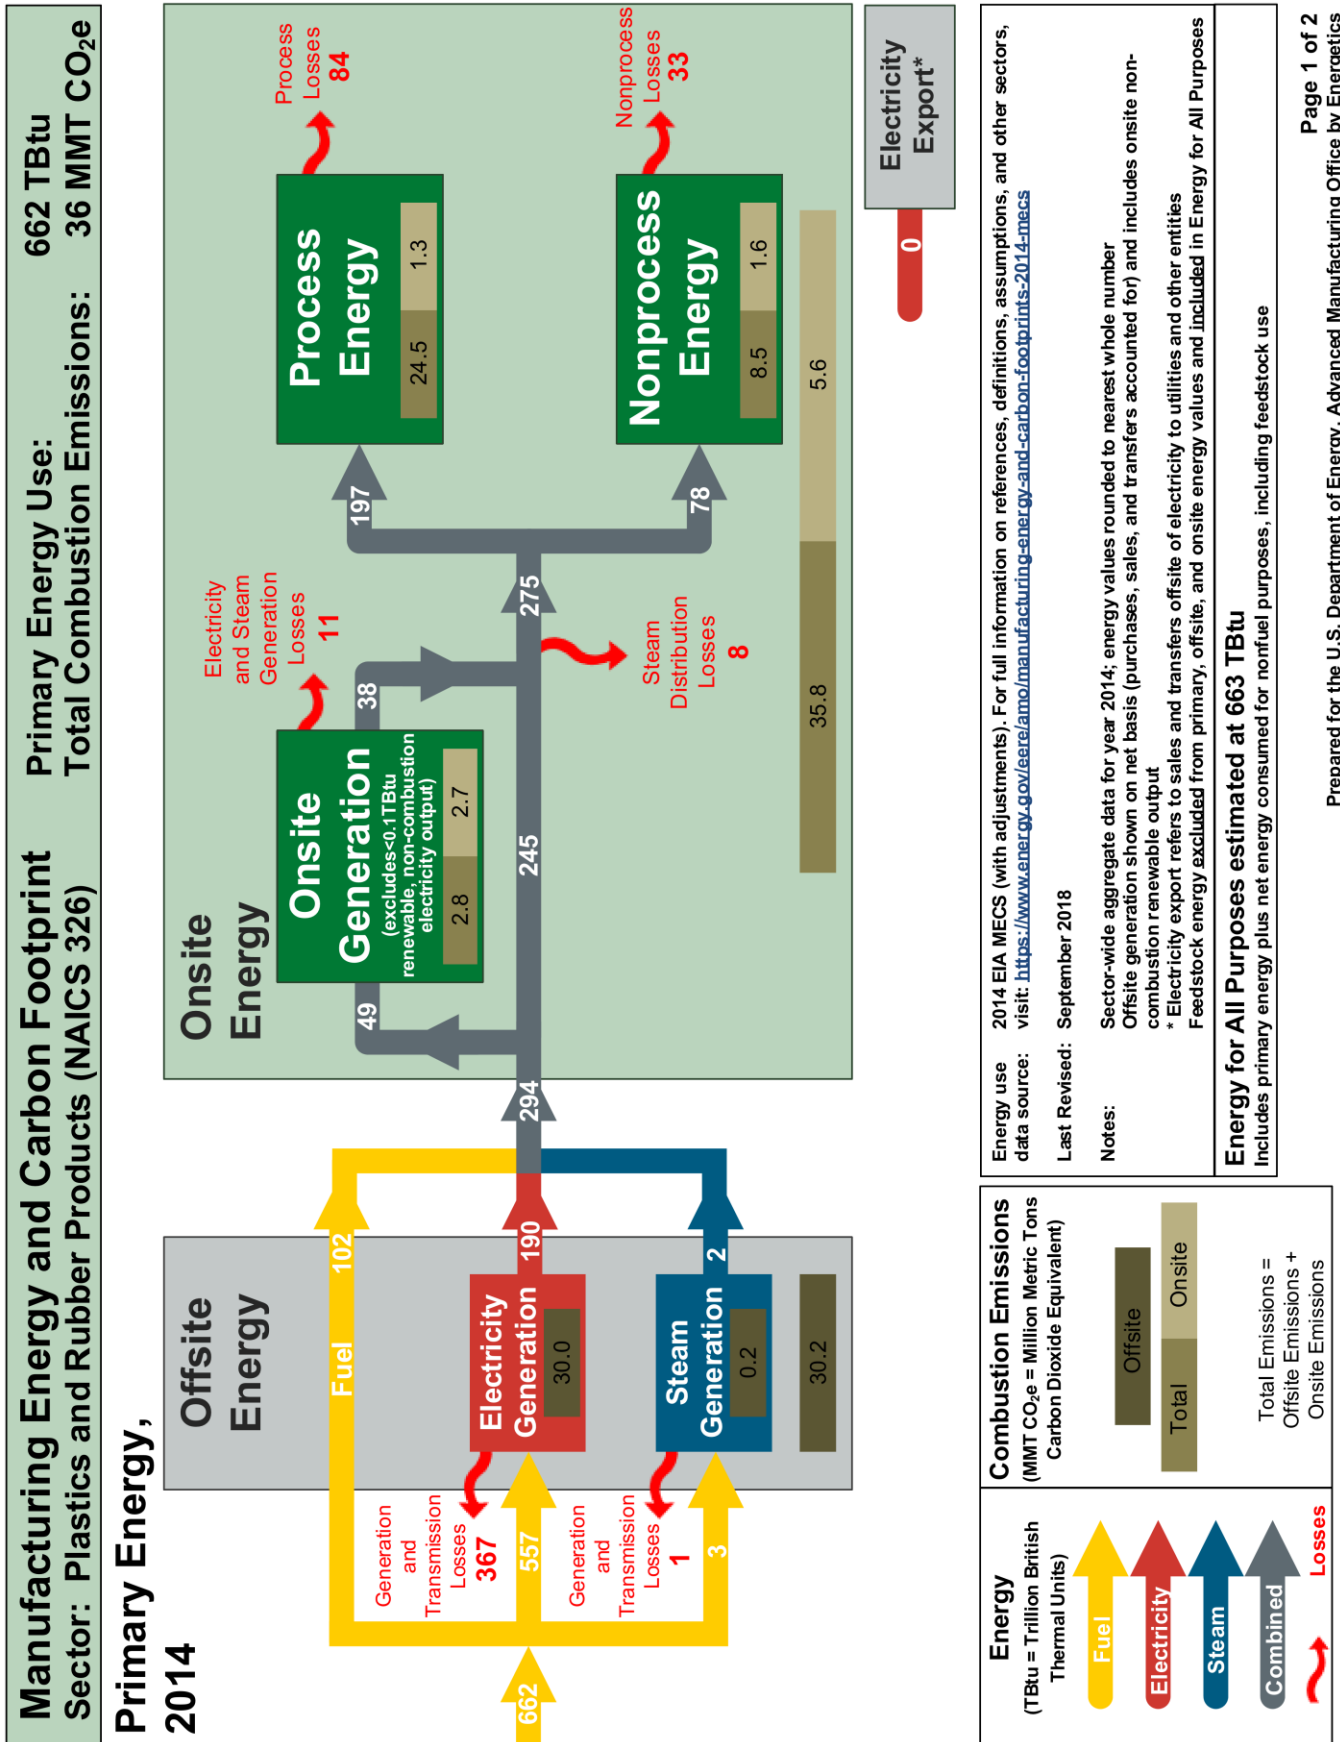 Manufacturing Energy and Carbon Footprint
Sector: Plastics and Rubber Products (NAICS 326)
Primary Energy Use: 662 TBtu
Total Combustion Emissions: 36 MMT CO₂e
Primary Energy,
2014
662
Offsite
Energy
Fuel
102
Generation
and
Transmission
Losses
367
557
Electricity
Generation
30.0
190
Generation
and
Transmission
Losses
1
3
Steam
Generation
0.2
2
30.2
294
Onsite
Energy
49
Onsite
Generation
(excludes<0.1TBtu
renewable, non-combustion
electricity output)
2.8 2.7
Electricity
and Steam
Generation
Losses
11
38
245
Steam
Distribution
Losses
8
275
197
Process
Energy
24.5 1.3
Process
Losses
84
78
Nonprocess
Energy
8.5 1.6
Nonprocess
Losses
33
35.8 5.6
0
Electricity
Export*
Energy
(TBtu = Trillion British
Thermal Units)
Fuel
Electricity
Steam
Combined
Losses
Combustion Emissions
(MMT CO₂e = Million Metric Tons
Carbon Dioxide Equivalent)
Offsite
Total Onsite
Total Emissions =
Offsite Emissions +
Onsite Emissions
Energy use 2014 EIA MECS (with adjustments). For full information on references, definitions, assumptions, and other sectors,
data source: visit: https://www.energy.gov/eere/amo/manufacturing-energy-and-carbon-footprints-2014-mecs
Last Revised: September 2018
Notes: Sector-wide aggregate data for year 2014; energy values rounded to nearest whole number
Offsite generation shown on net basis (purchases, sales, and transfers accounted for) and includes onsite non-
combustion renewable output
* Electricity export refers to sales and transfers offsite of electricity to utilities and other entities
Feedstock energy excluded from primary, offsite, and onsite energy values and included in Energy for All Purposes
Energy for All Purposes estimated at 663 TBtu
Includes primary energy plus net energy consumed for nonfuel purposes, including feedstock use
Page 1 of 2
Prepared for the U.S. Department of Energy, Advanced Manufacturing Office by Energetics